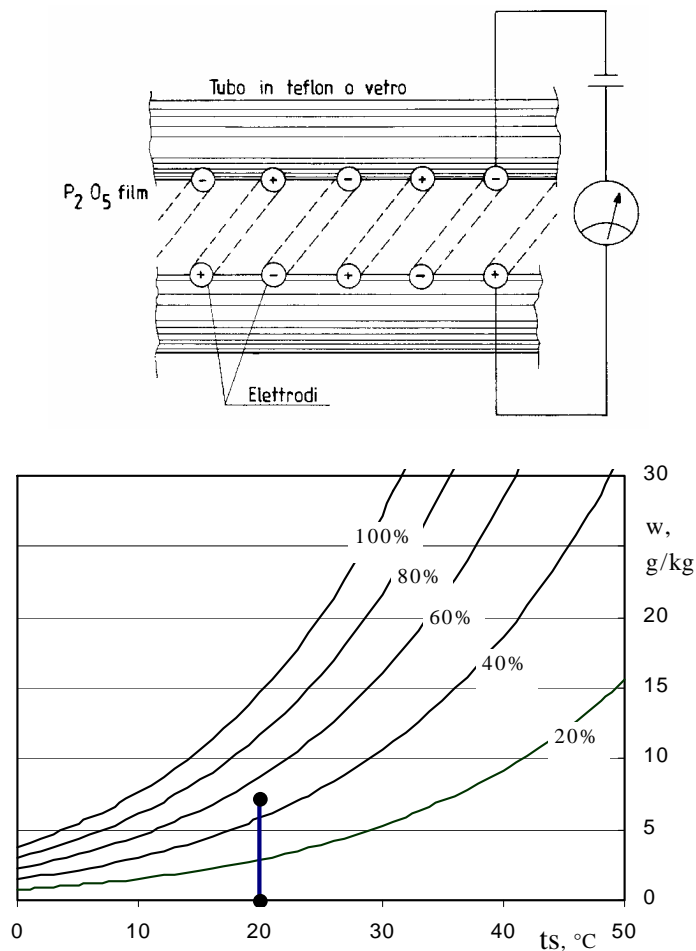 Tubo in teflon o vetro
P2 O5 film
- + - + -
+ - + - +
Elettrodi
30
w,
g/kg
100%
80%
60%
20
40%
15
20%
10
5
0
0 10 20 30 40 50
ts, °C